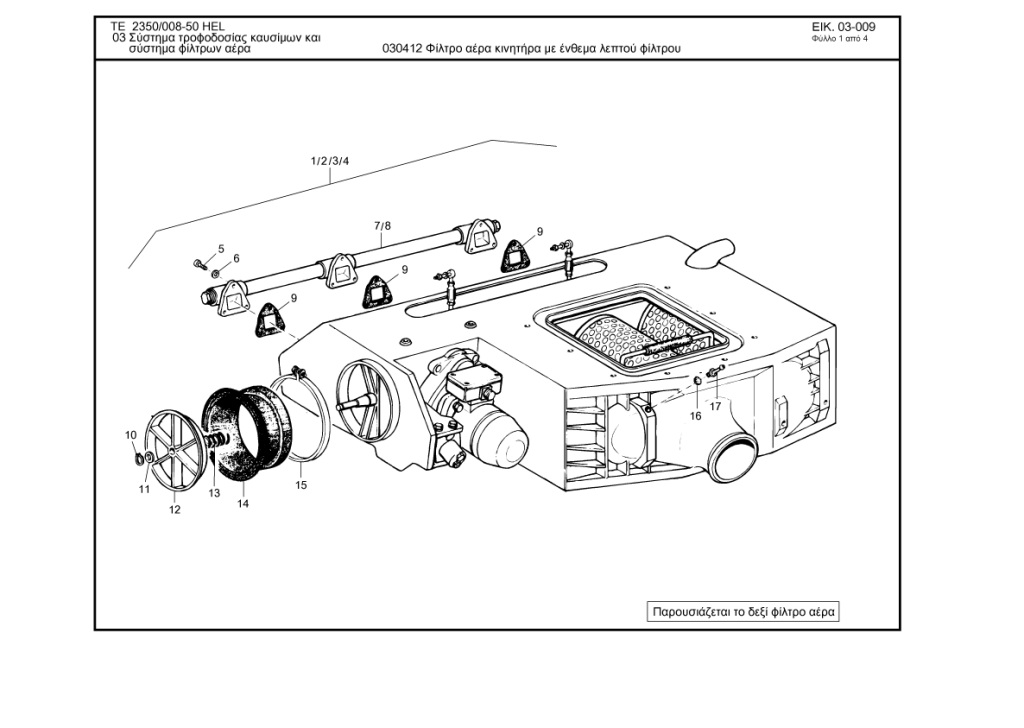 TE 2350/008-50 HEL
03 Σύστημα τροφοδοσίας καυσίμων και
σύστημα φίλτρων αέρα
030412 Φίλτρο αέρα κινητήρα με ένθεμα λεπτού φίλτρου
ΕΙΚ. 03-009
Φύλλο 1 από 4
1/2/3/4
7/8
5
6
9
9
9
10
11
12
13
14
15
16
17
Παρουσιάζεται το δεξί φίλτρο αέρα